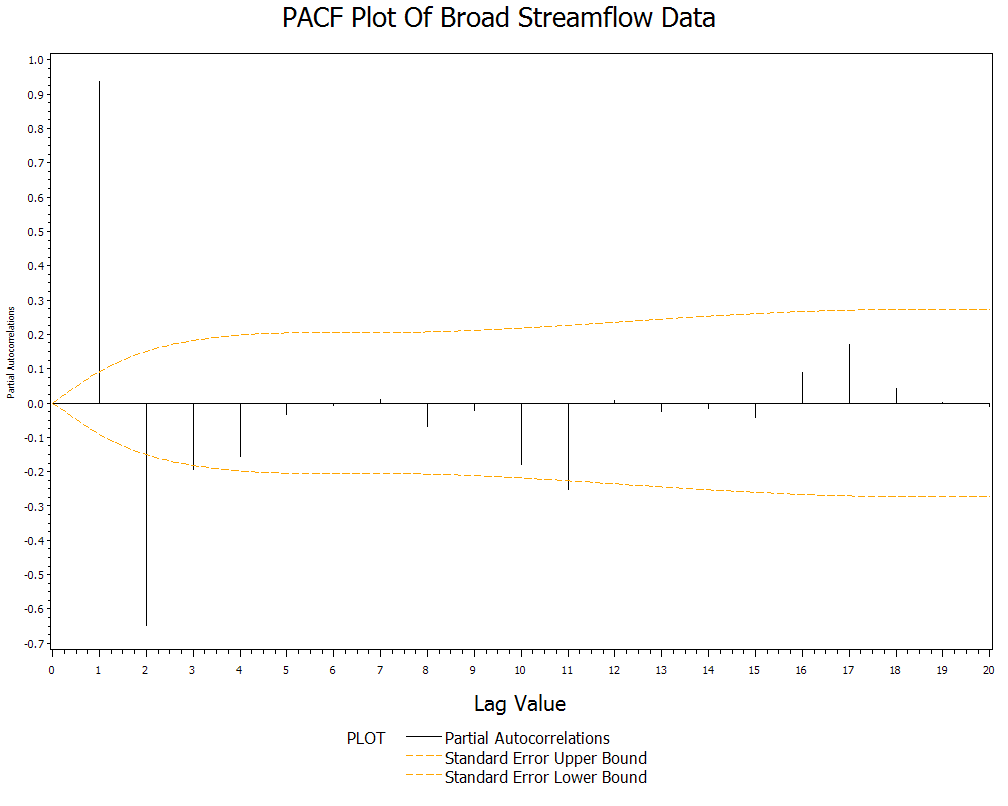 PACF Plot Of Broad Streamflow Data
1.0
0.9
0.8
0.7
0.6
0.5
0.4
0.3
0.2
0.1
0.0
-0.1
-0.2
-0.3
-0.4
-0.5
-0.6
-0.7
Partial Autocorrelations
0 1 2 3 4 5 6 7 8 9 10 11 12 13 14 15 16 17 18 19 20
Lag Value
PLOT Partial Autocorrelations
Standard Error Upper Bound
Standard Error Lower Bound